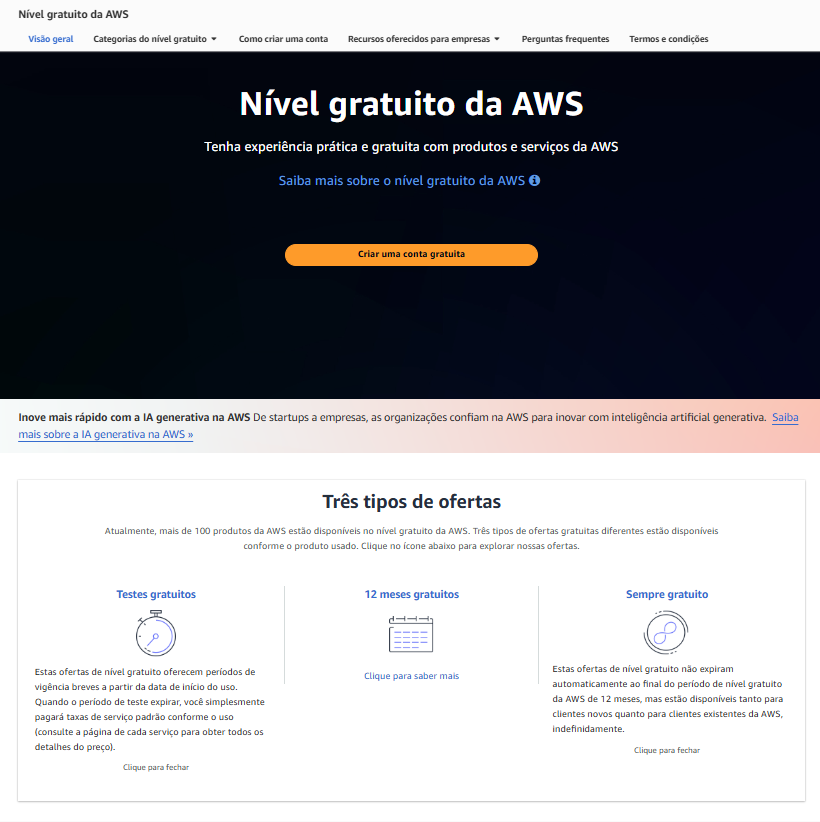 Nível gratuito da AWS
Visão geral
Categorias do nível gratuito
Como criar uma conta
Recursos oferecidos para empresas
Perguntas frequentes
Termos e condições
Nível gratuito da AWS
Tenha experiência prática e gratuita com produtos e serviços da AWS
Saiba mais sobre o nível gratuito da AWS
Criar uma conta gratuita
Inove mais rápido com a IA generativa na AWS De startups a empresas, as organizações confiam na AWS para inovar com inteligência artificial generativa. Saiba
mais sobre a IA generativa na AWS »
Três tipos de ofertas
Atualmente, mais de 100 produtos da AWS estão disponíveis no nível gratuito da AWS. Três tipos de ofertas gratuitas diferentes estão disponíveis
conforme o produto usado. Clique no ícone abaixo para explorar nossas ofertas.
Testes gratuitos
Estas ofertas de nível gratuito oferecem períodos de
vigência breves a partir da data de início do uso.
Quando o período de teste expirar, você simplesmente
pagará taxas de serviço padrão conforme o uso
(consulte a página de cada serviço para obter todos os
detalhes do preço).
Clique para fechar
12 meses gratuitos
Clique para saber mais
Sempre gratuito
Estas ofertas de nível gratuito não expiram
automaticamente ao final do período de nível gratuito
da AWS de 12 meses, mas estão disponíveis tanto para
clientes novos quanto para clientes existentes da AWS,
indefinidamente.
Clique para fechar